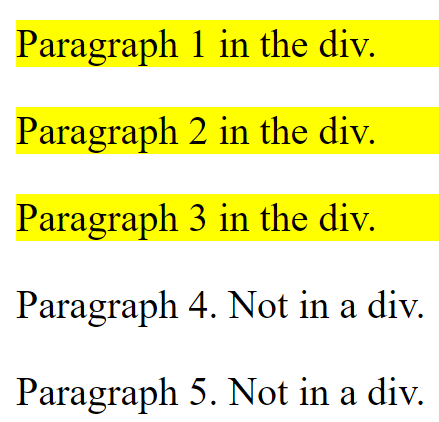 Paragraph 1 in the div.
Paragraph 2 in the div.
Paragraph 3 in the div.
Paragraph 4. Not in a div.
Paragraph 5. Not in a div.